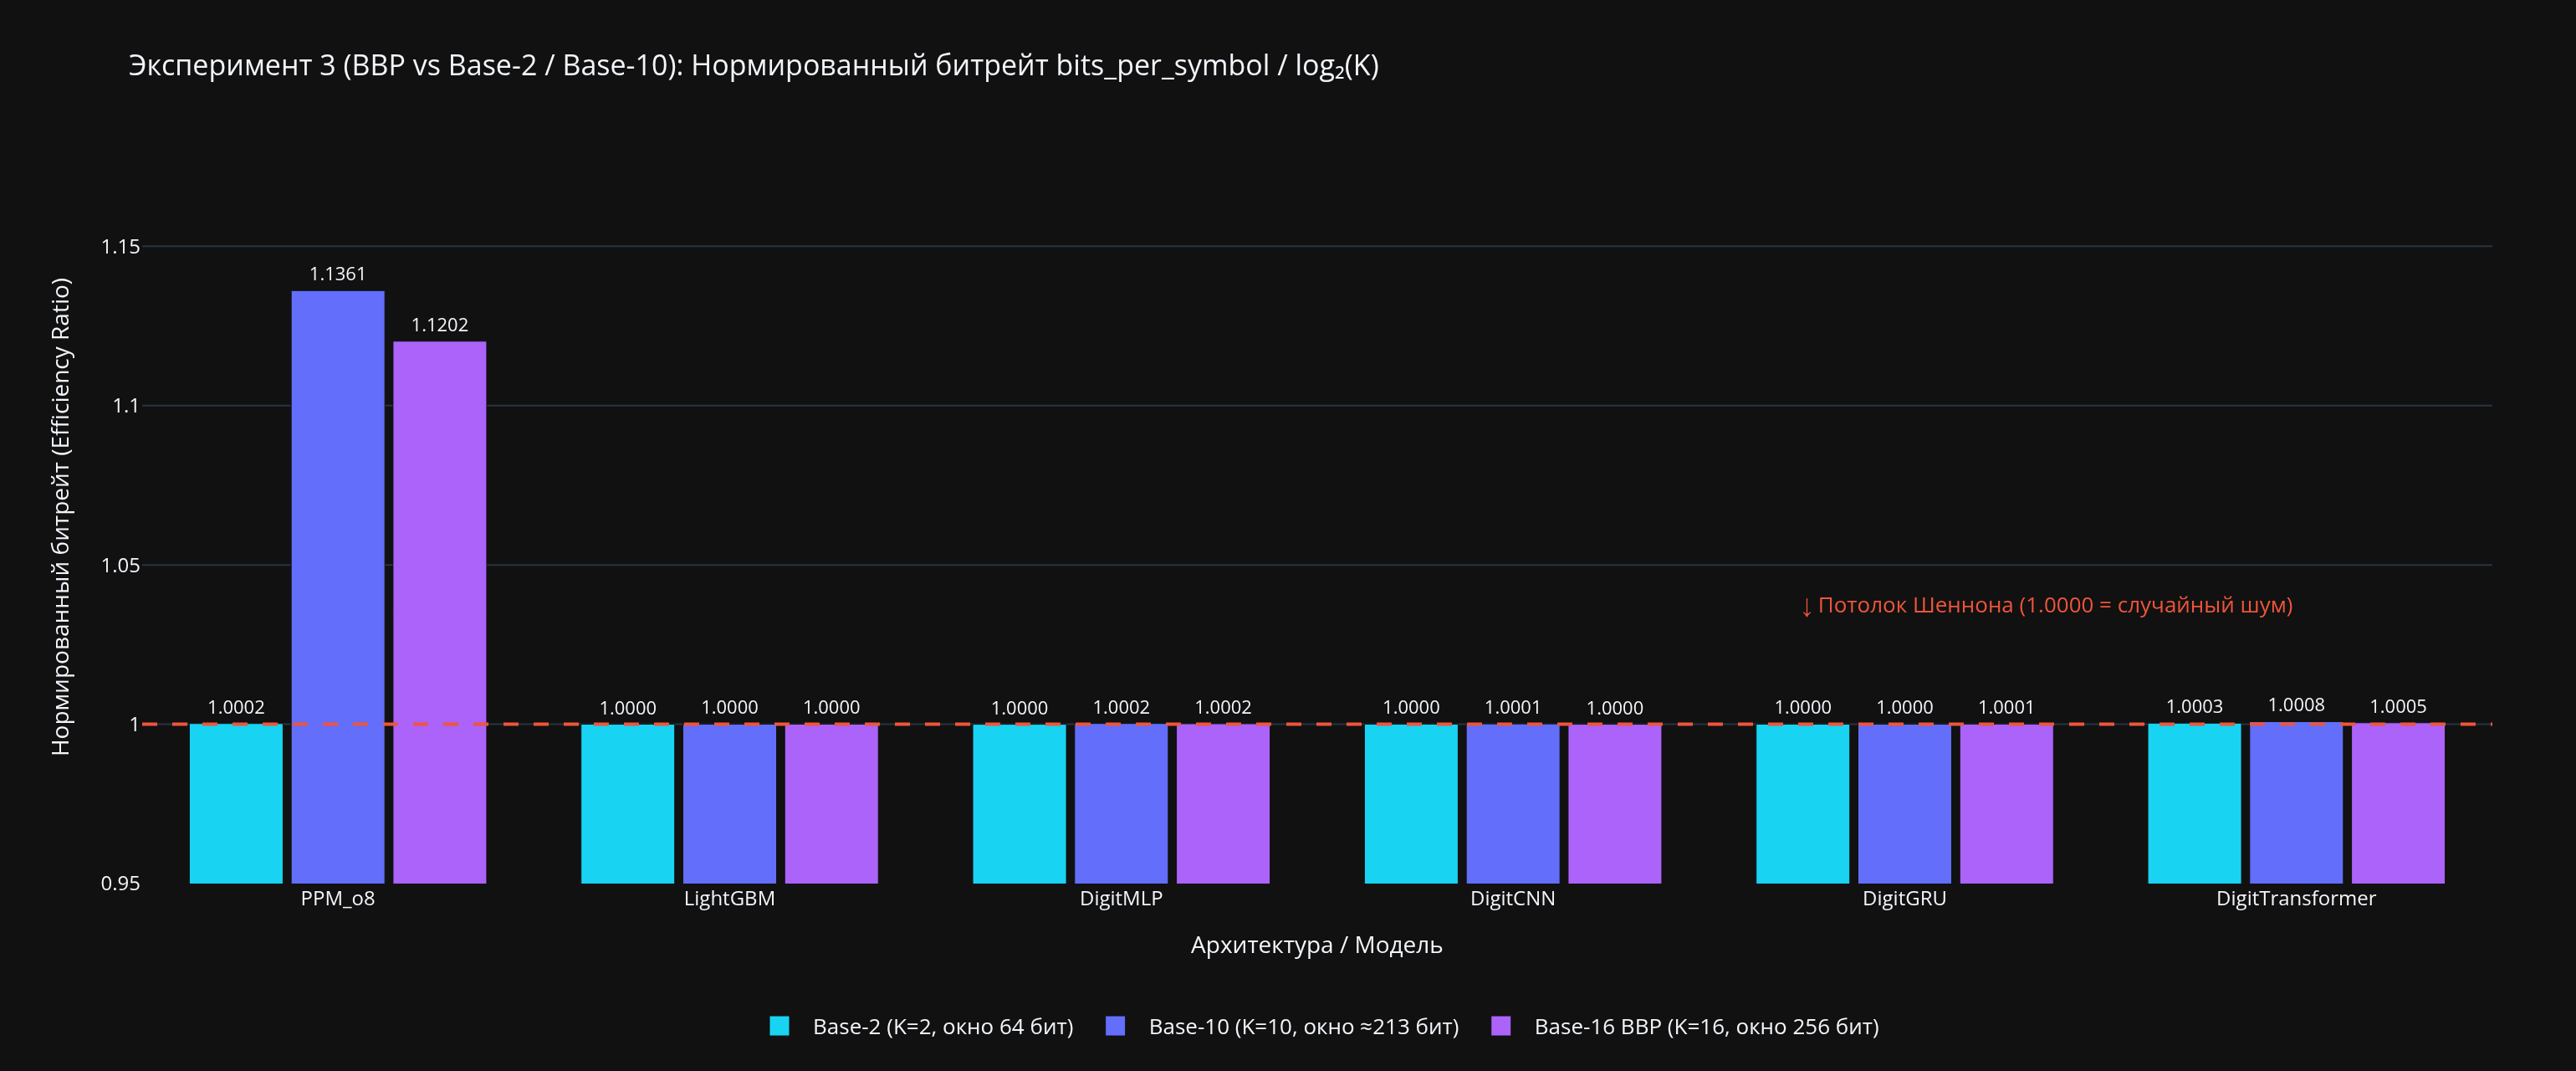 Эксперимент 3 (BBP vs Base-2 / Base-10): Нормированный битрейт bits_per_symbol / log₂(K)
Нормированный битрейт (Efficiency Ratio)
1.15
1.1
1.05
1
0.95
1.0002
1.1361
1.1202
1.0000
1.0000
1.0000
1.0000
1.0002
1.0002
1.0000
1.0001
1.0000
1.0000
1.0000
1.0001
1.0003
1.0008
1.0005
↓ Потолок Шеннона (1.0000 = случайный шум)
PPM_o8
LightGBM
DigitMLP
DigitCNN
DigitGRU
DigitTransformer
Архитектура / Модель
Base-2 (K=2, окно 64 бит)
Base-10 (K=10, окно ≈213 бит)
Base-16 BBP (K=16, окно 256 бит)